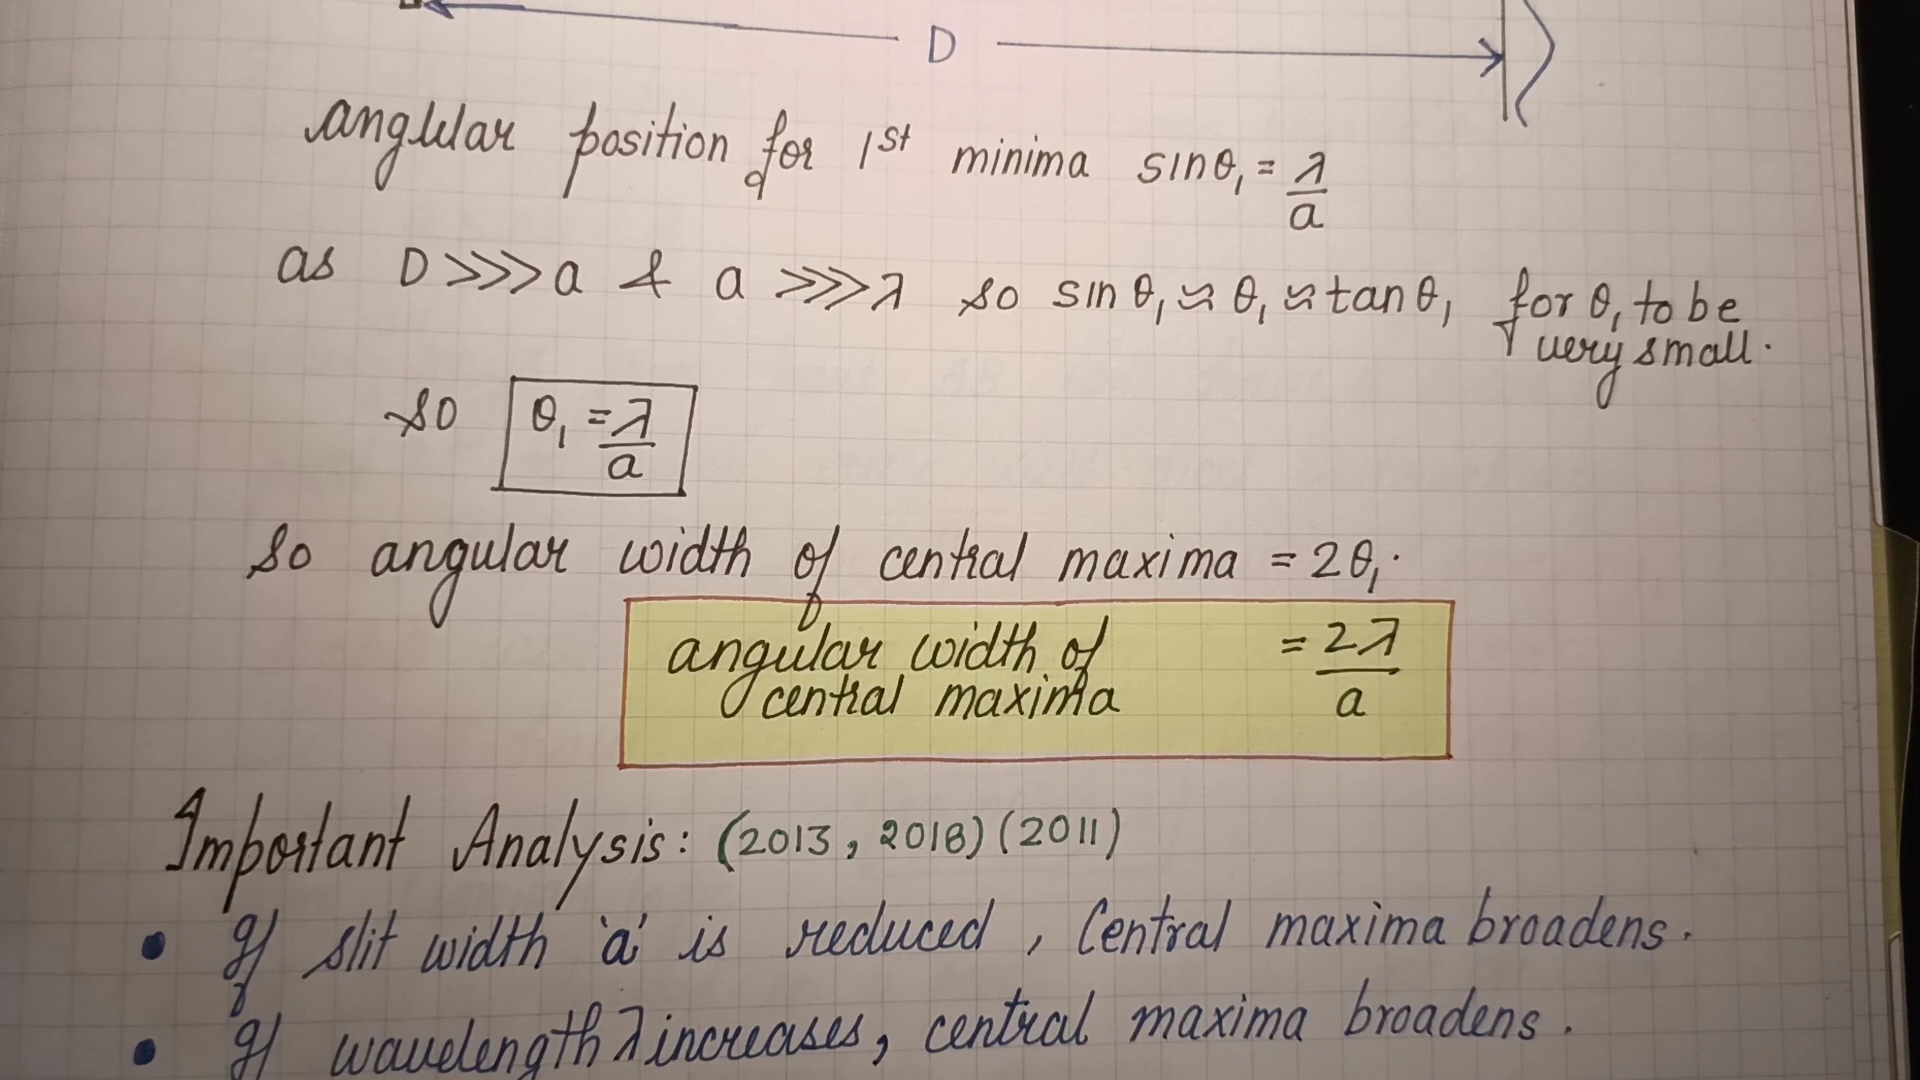 D
angular position for 1st minima sinθ₁ = λ/a
as D >>> a & a >>> λ so sin θ₁ ≈ θ₁ ≈ tan θ₁ for θ₁ to be
very small.
so θ₁ = λ/a
So angular width of central maxima = 2θ₁.
angular width of = 2λ/a
central maxima
Important Analysis: (2013, 2018) (2011)
• If slit width 'a' is reduced, Central maxima broadens.
• If wavelength λ increases, central maxima broadens.